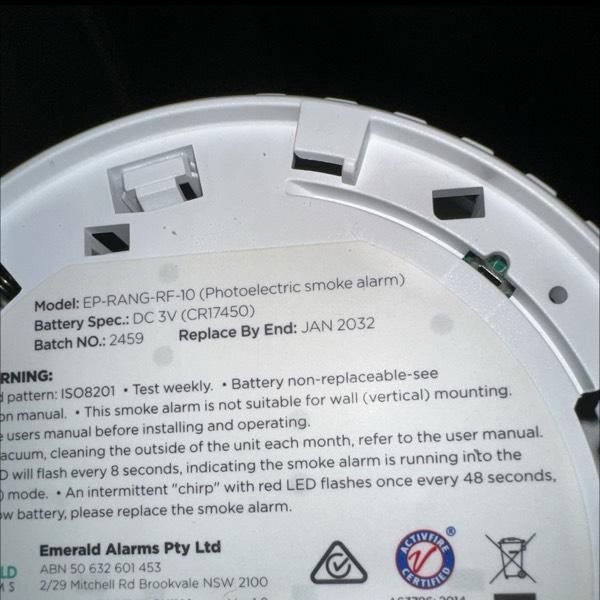 Model: EP-RANG-RF-10 (Photoelectric smoke alarm)
Battery Spec.: DC 3V (CR17450)
Batch NO.: 2459 Replace By End: JAN 2032
RNING:
d pattern: ISO8201 • Test weekly. • Battery non-replaceable-see
on manual. • This smoke alarm is not suitable for wall (vertical) mounting.
e users manual before installing and operating.
acuum, cleaning the outside of the unit each month, refer to the user manual.
D will flash every 8 seconds, indicating the smoke alarm is running into the
) mode. • An intermittent "chirp" with red LED flashes once every 48 seconds,
ow battery, please replace the smoke alarm.
Emerald Alarms Pty Ltd
ABN 50 632 601 453
2/29 Mitchell Rd Brookvale NSW 2100
LD
M S
ACTIVFIRE
CERTIFIED
®
AS3786:2014